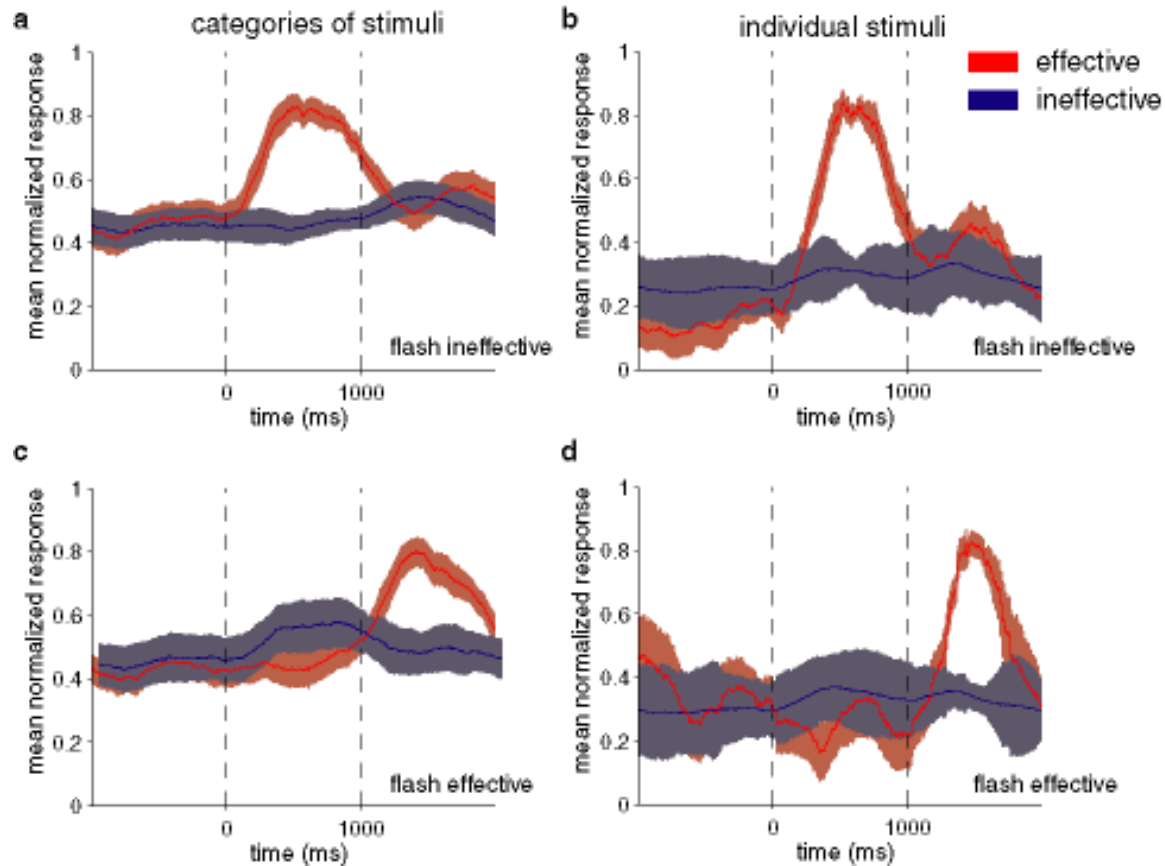 a
categories of stimuli
mean normalized response
1
0.8
0.6
0.4
0.2
0
flash ineffective
0
1000
time (ms)
b
individual stimuli
effective
ineffective
mean normalized response
1
0.8
0.6
0.4
0.2
0
flash ineffective
0
1000
time (ms)
c
mean normalized response
1
0.8
0.6
0.4
0.2
0
flash effective
0
1000
time (ms)
d
mean normalized response
1
0.8
0.6
0.4
0.2
0
flash effective
0
1000
time (ms)